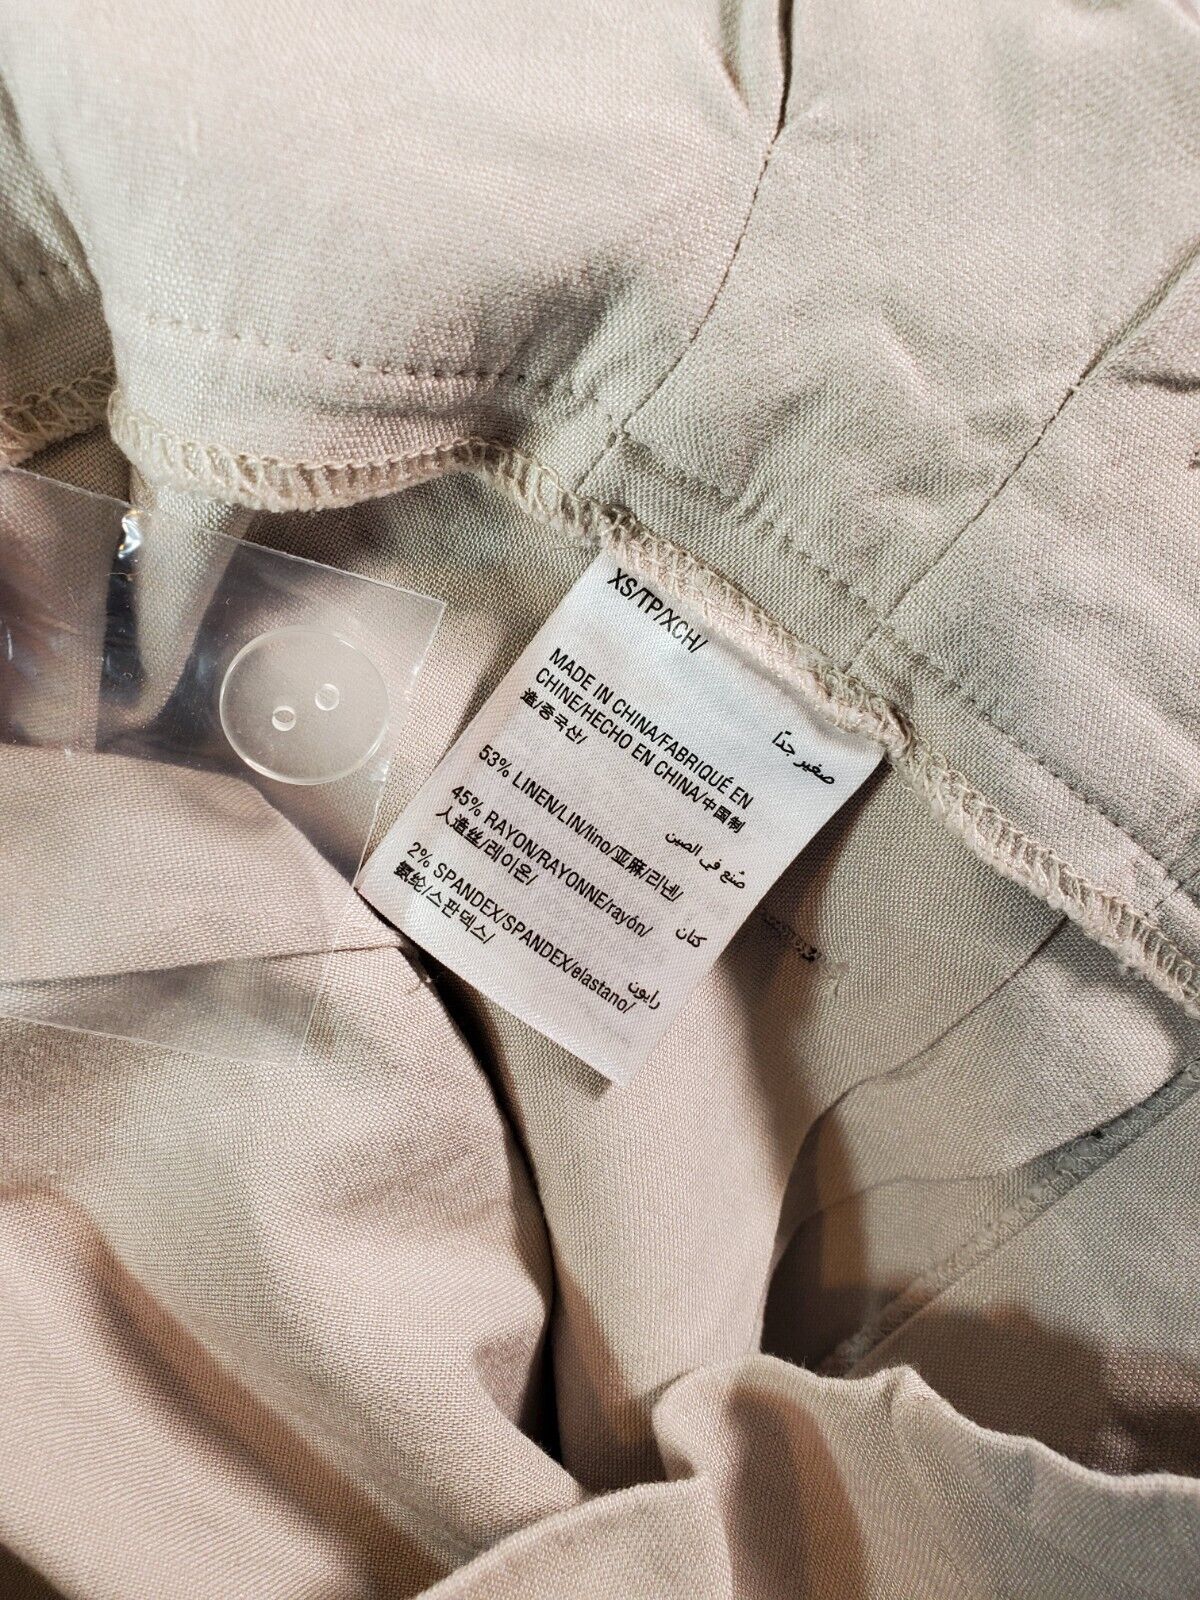 XS/TP/XCH/
صغير جدًا
MADE IN CHINA/FABRIQUÉ EN
CHINE/HECHO EN CHINA/中国制
造/중국산/
صُنع في الصين
53% LINEN/LIN/lino/亚麻/리넨/
كتان
45% RAYON/RAYONNE/rayón/
人造丝/레이온/
رايون
2% SPANDEX/SPANDEX/elastano/
氨纶/스판덱스/